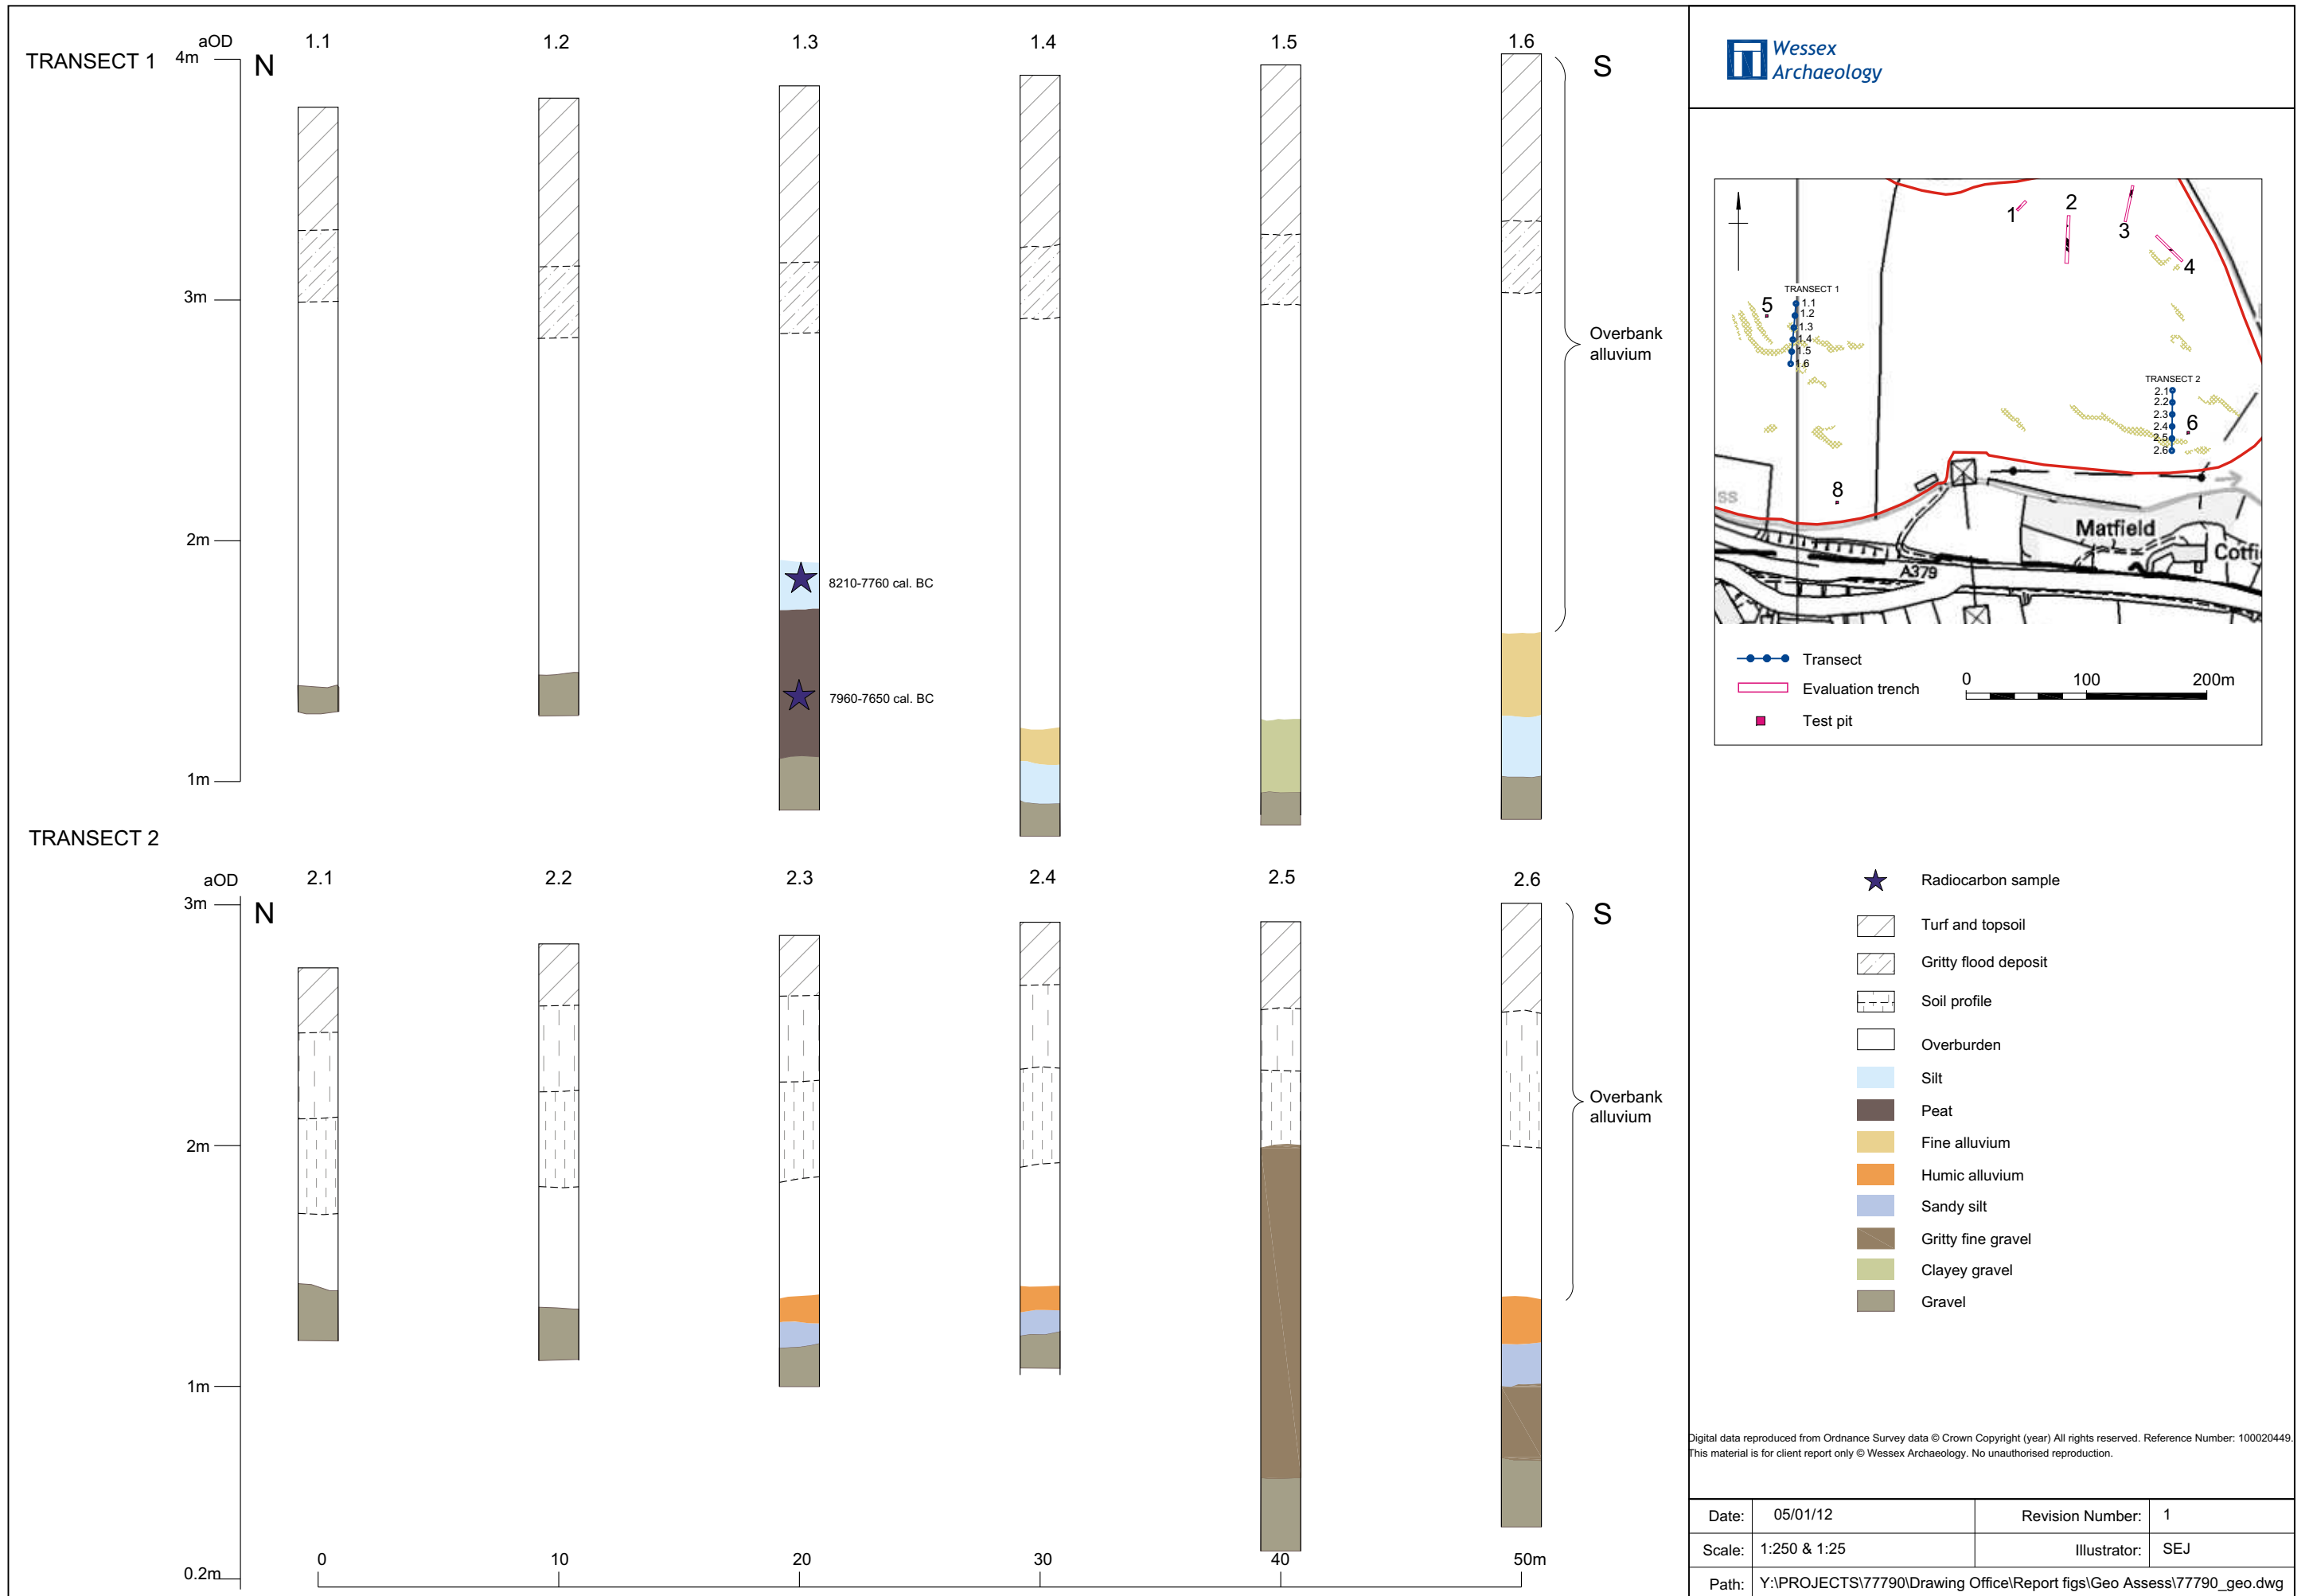 TRANSECT 1
aOD
4m
3m
2m
1m
N
1.1
1.2
1.3
1.4
1.5
1.6
S
8210-7760 cal. BC
7960-7650 cal. BC
Overbank
alluvium
TRANSECT 2
aOD
3m
2m
1m
0.2m
N
2.1
2.2
2.3
2.4
2.5
2.6
S
Overbank
alluvium
0
10
20
30
40
50m
Wessex
Archaeology
1
2
3
4
TRANSECT 1
5
1.1
1.2
1.3
1.4
1.5
1.6
TRANSECT 2
2.1
2.2
2.3
2.4
2.5
2.6
6
8
ss
Matfield
Cotfi
A379
Transect
Evaluation trench
Test pit
0
100
200m
Radiocarbon sample
Turf and topsoil
Gritty flood deposit
Soil profile
Overburden
Silt
Peat
Fine alluvium
Humic alluvium
Sandy silt
Gritty fine gravel
Clayey gravel
Gravel
Digital data reproduced from Ordnance Survey data © Crown Copyright (year) All rights reserved. Reference Number: 100020449.
This material is for client report only © Wessex Archaeology. No unauthorised reproduction.
Date: 05/01/12 Revision Number: 1
Scale: 1:250 & 1:25 Illustrator: SEJ
Path: Y:\PROJECTS\77790\Drawing Office\Report figs\Geo Assess\77790_geo.dwg